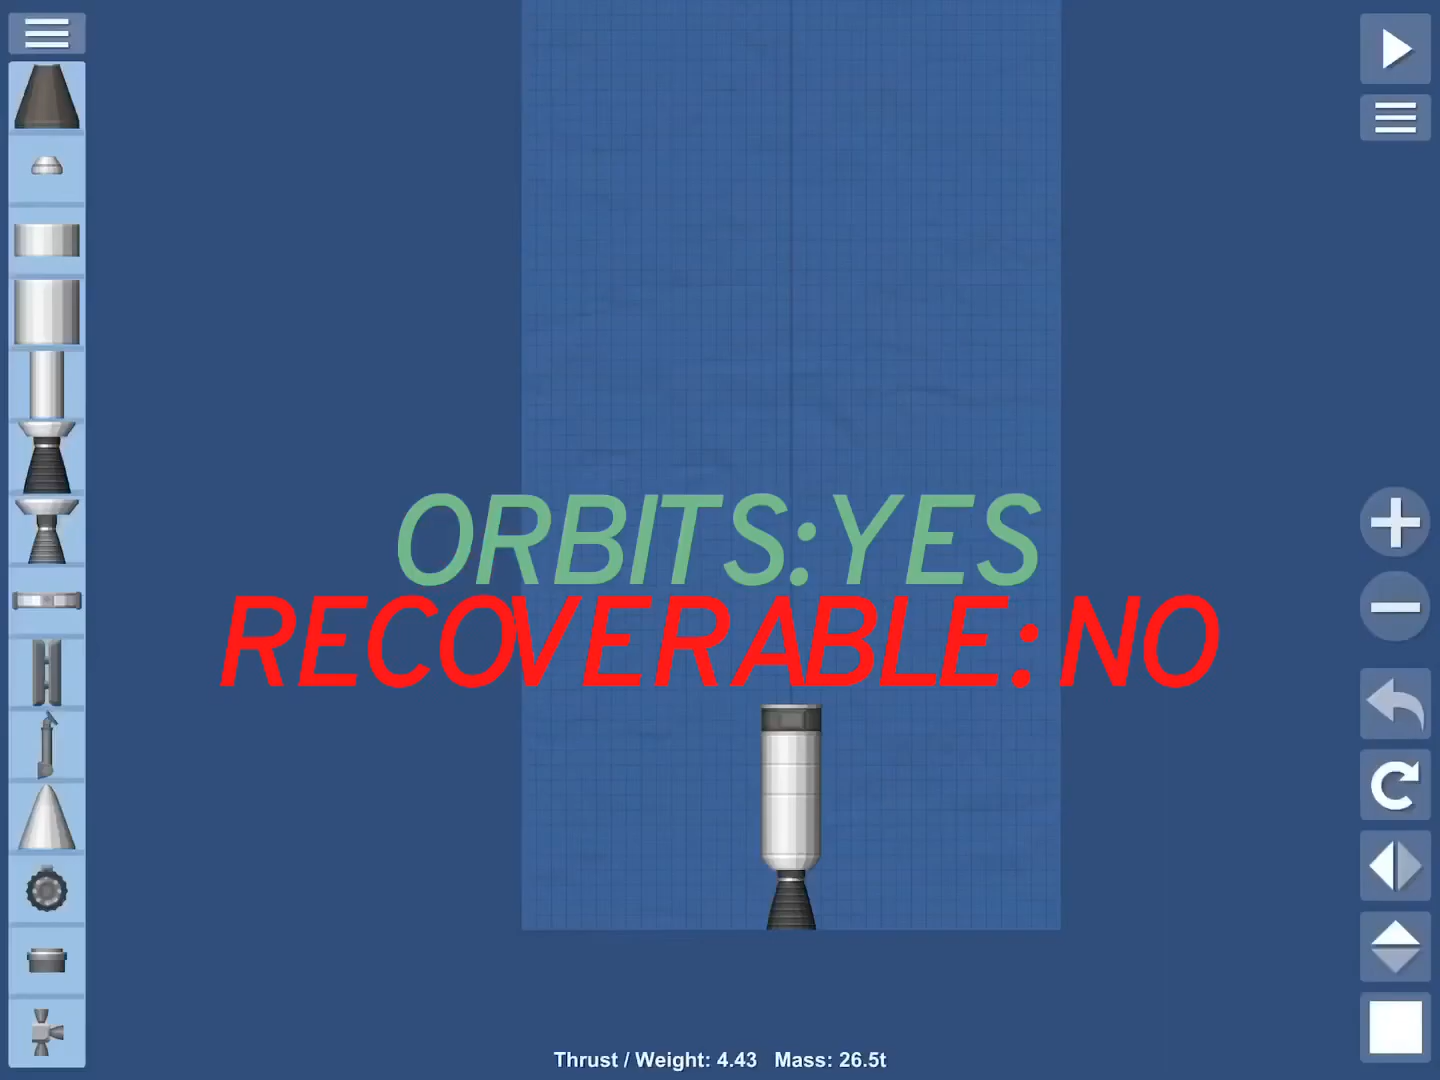 ORBITS:YES
RECOVERABLE: NO
Thrust / Weight: 4.43 Mass: 26.5t